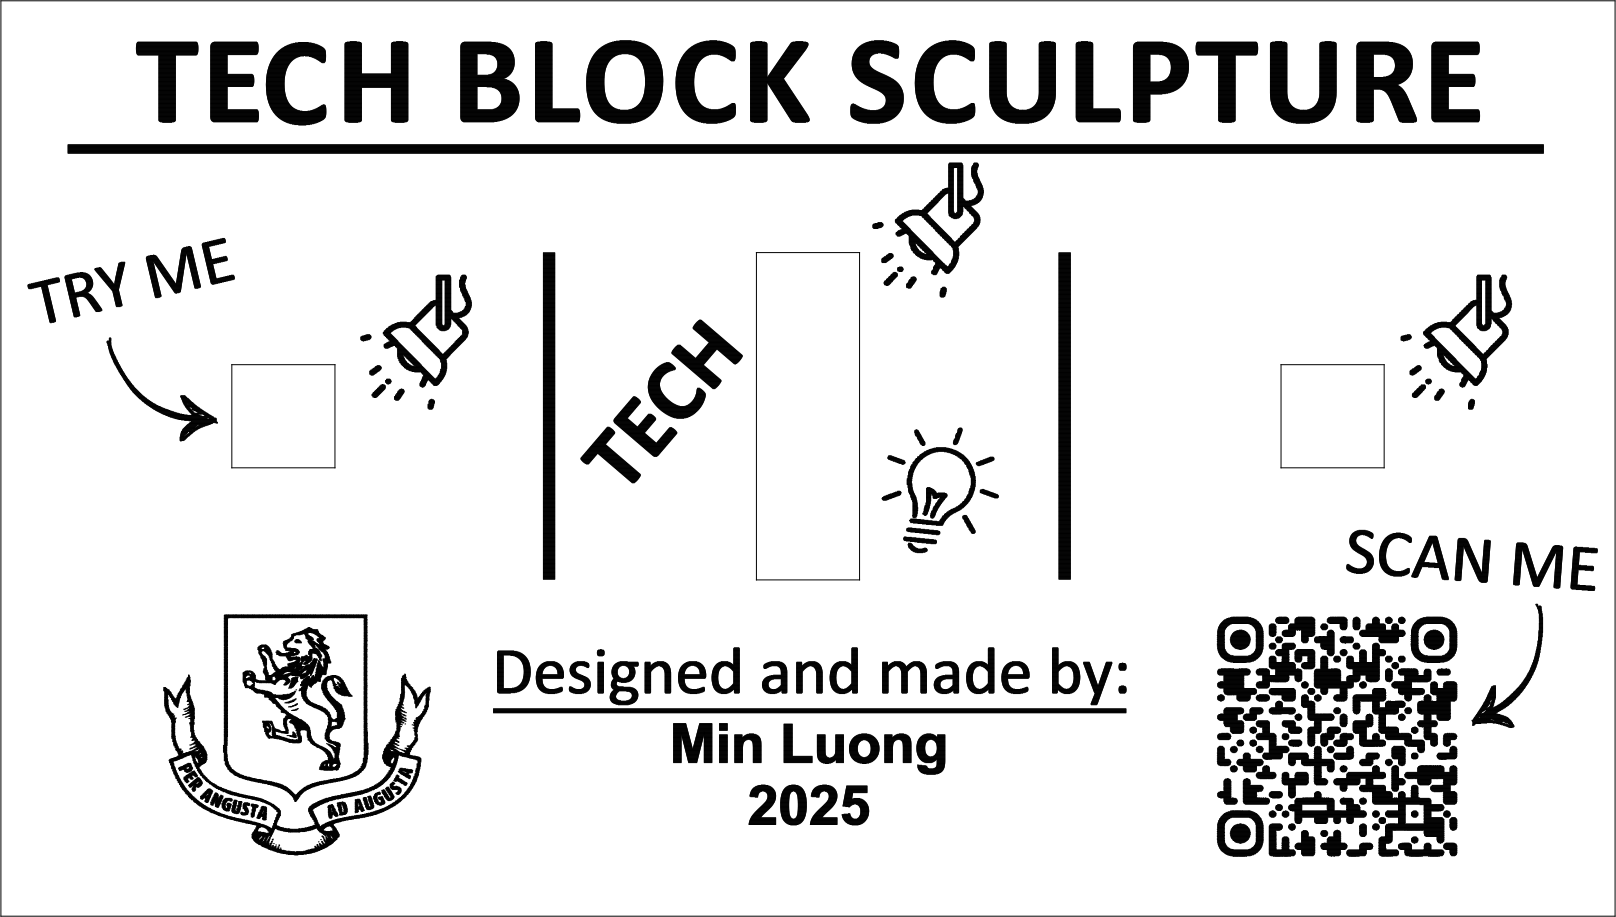 TECH BLOCK SCULPTURE
TRY ME
TECH
SCAN ME
PER ANGUSTA AD AUGUSTA
Designed and made by:
Min Luong
2025